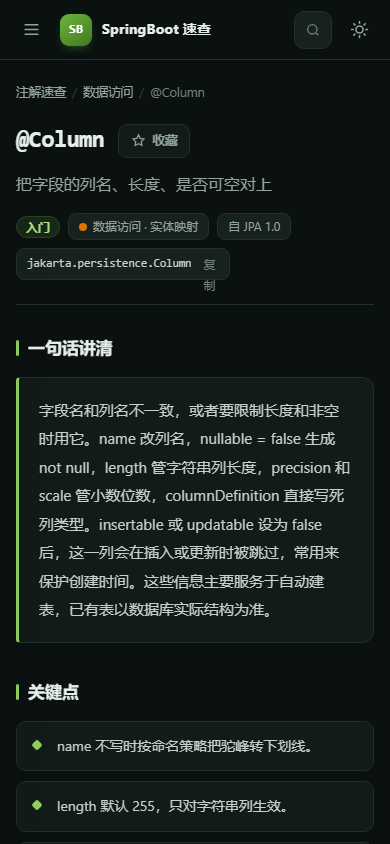 SB SpringBoot 速查
注解速查 / 数据访问 / @Column
@Column 收藏
把字段的列名、长度、是否可空对上
入门 数据访问 · 实体映射 自 JPA 1.0
jakarta.persistence.Column 复制
一句话讲清
字段名和列名不一致，或者要限制长度和非空
时用它。name 改列名，nullable = false 生成
not null，length 管字符串列长度，precision 和
scale 管小数位数，columnDefinition 直接写死
列类型。insertable 或 updatable 设为 false
后，这一列会在插入或更新时被跳过，常用来
保护创建时间。这些信息主要服务于自动建
表，已有表以数据库实际结构为准。
关键点
name 不写时按命名策略把驼峰转下划线。
length 默认 255，只对字符串列生效。